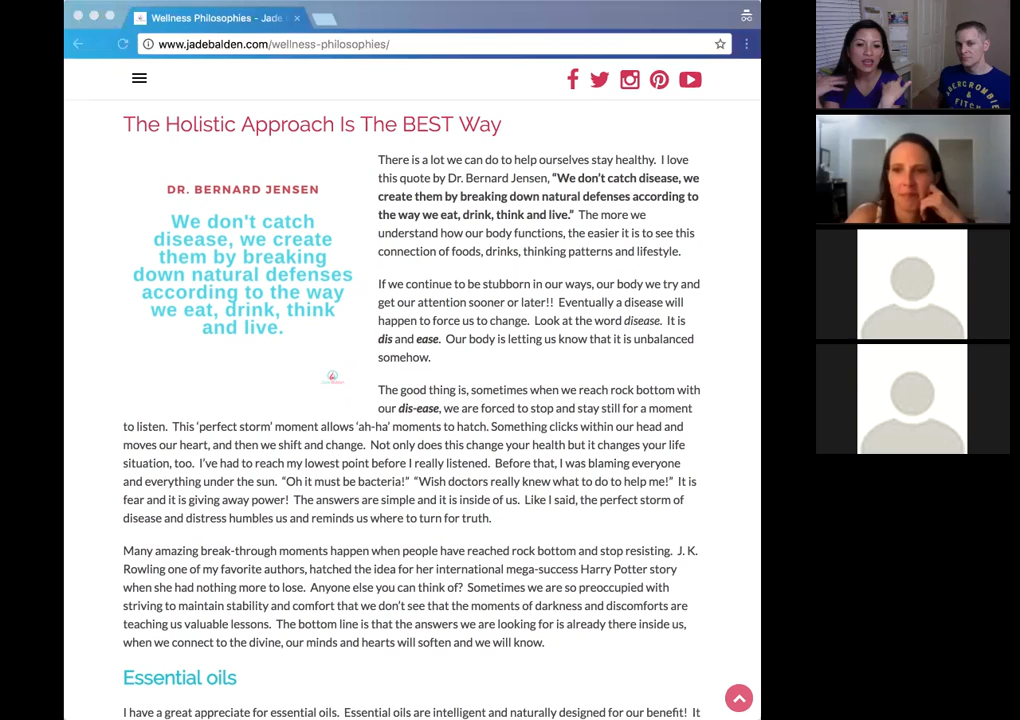 Wellness Philosophies - Jade
www.jadebalden.com/wellness-philosophies/
The Holistic Approach Is The BEST Way
DR. BERNARD JENSEN
We don't catch
disease, we create
them by breaking
down natural defenses
according to the way
we eat, drink, think
and live.
There is a lot we can do to help ourselves stay healthy.  I love
this quote by Dr. Bernard Jensen, “We don’t catch disease, we
create them by breaking down natural defenses according to
the way we eat, drink, think and live.”  The more we
understand how our body functions, the easier it is to see this
connection of foods, drinks, thinking patterns and lifestyle.
If we continue to be stubborn in our ways, our body we try and
get our attention sooner or later!!  Eventually a disease will
happen to force us to change.  Look at the word disease.  It is
dis and ease.  Our body is letting us know that it is unbalanced
somehow.
The good thing is, sometimes when we reach rock bottom with
our dis-ease, we are forced to stop and stay still for a moment
to listen.  This ‘perfect storm’ moment allows ‘ah-ha’ moments to hatch.  Something clicks within our head and
moves our heart, and then we shift and change.  Not only does this change your health but it changes your life
situation, too.  I’ve had to reach my lowest point before I really listened.  Before that, I was blaming everyone
and everything under the sun.  “Oh it must be bacteria!”  “Wish doctors really knew what to do to help me!”  It is
fear and it is giving away power!  The answers are simple and it is inside of us.  Like I said, the perfect storm of
disease and distress humbles us and reminds us where to turn for truth.
Many amazing break-through moments happen when people have reached rock bottom and stop resisting.  J. K.
Rowling one of my favorite authors, hatched the idea for her international mega-success Harry Potter story
when she had nothing more to lose.  Anyone else you can think of?  Sometimes we are so preoccupied with
striving to maintain stability and comfort that we don’t see that the moments of darkness and discomforts are
teaching us valuable lessons.  The bottom line is that the answers we are looking for is already there inside us,
when we connect to the divine, our minds and hearts will soften and we will know.
Essential oils
I have a great appreciate for essential oils.  Essential oils are intelligent and naturally designed for our benefit!  It
ABERCROMBIE
&
FITCH